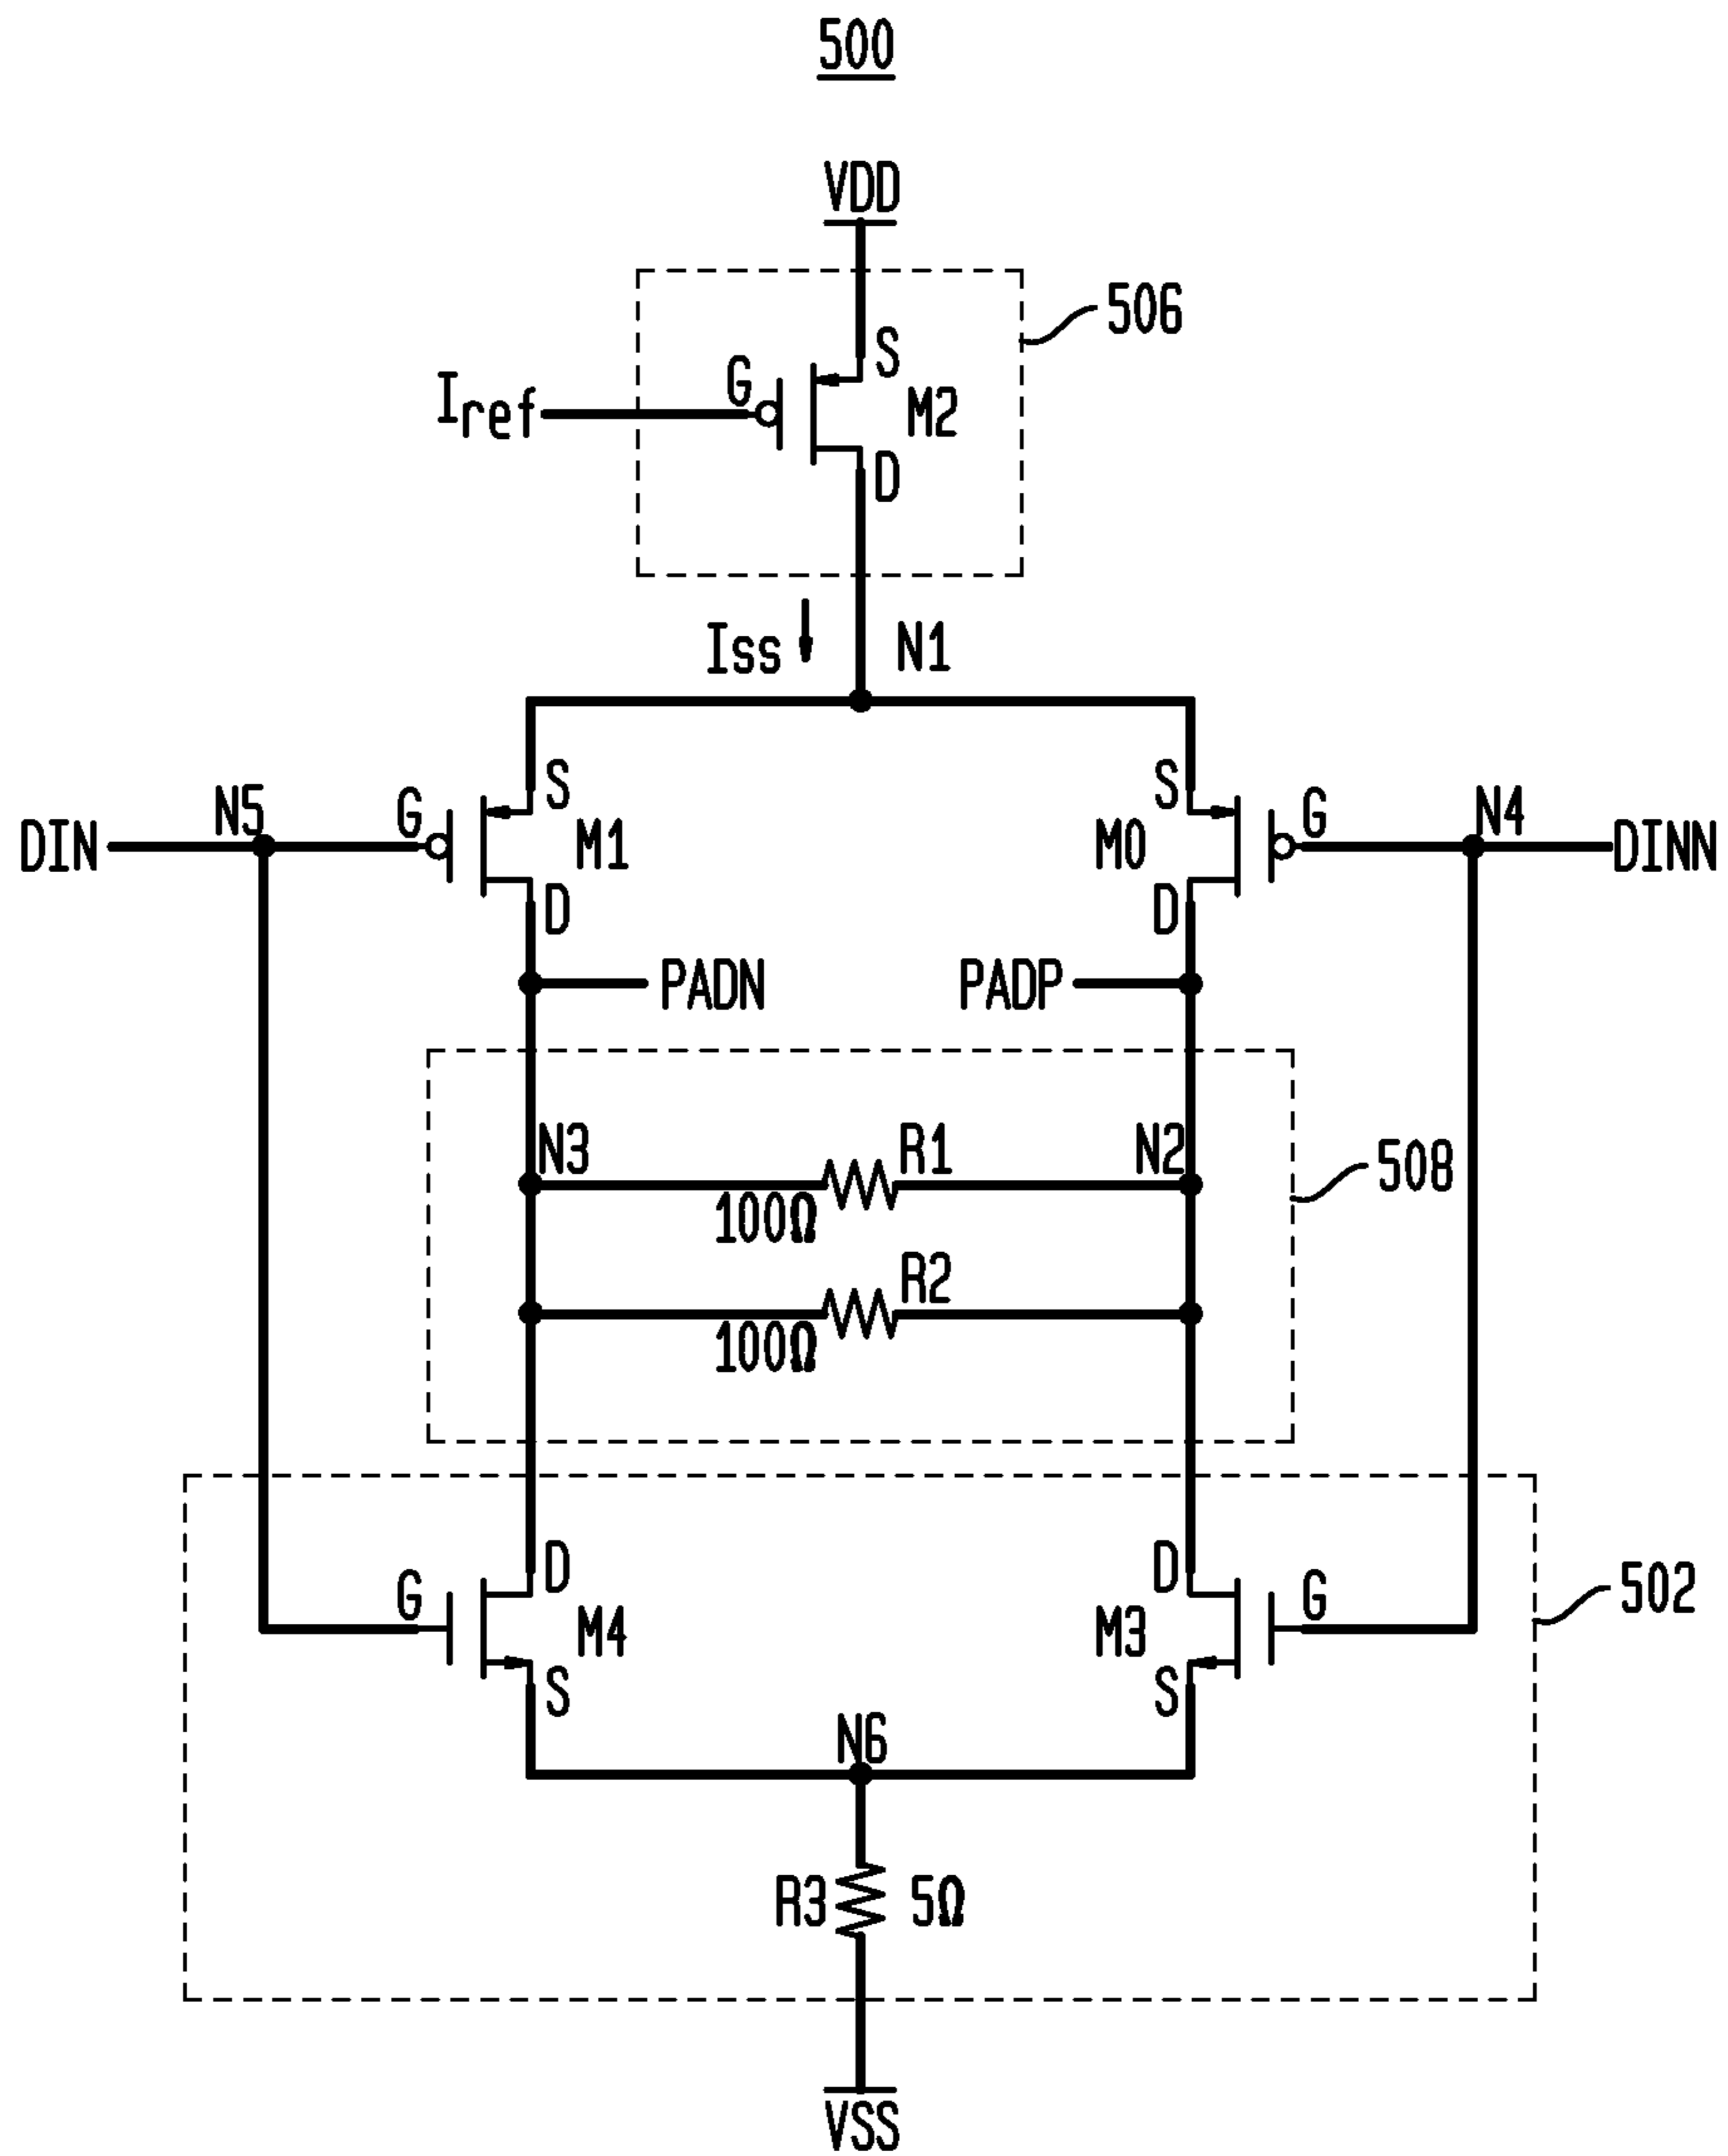 500
VDD
506
S
G
Iref
M2
D
Iss
N1
S
S
N5
G
G
N4
DIN
M1
M0
DINN
D
D
PADN
PADP
N3
R1
N2
508
100Ω
R2
100Ω
D
D
G
G
502
M4
M3
S
S
N6
R3
5Ω
VSS